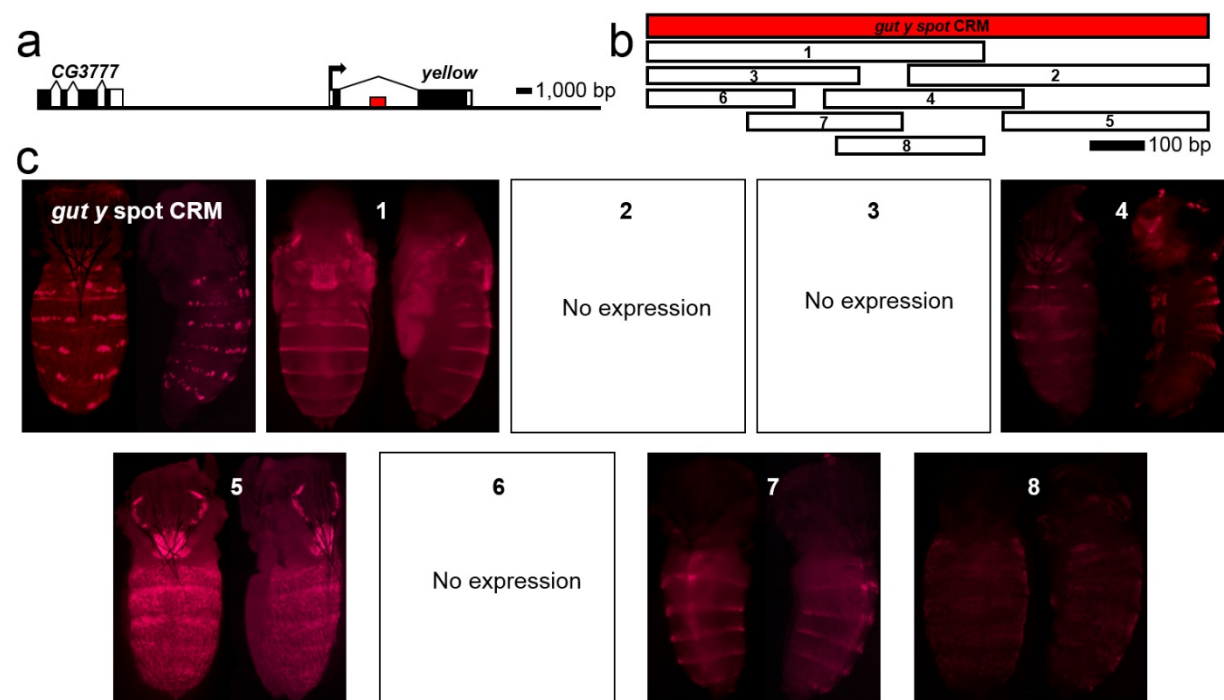 a
CG3777
yellow
1,000 bp
b
gut y spot CRM
1
3
2
6
4
7
5
8
100 bp
c
gut y spot CRM
1
2
No expression
3
No expression
4
5
6
No expression
7
8